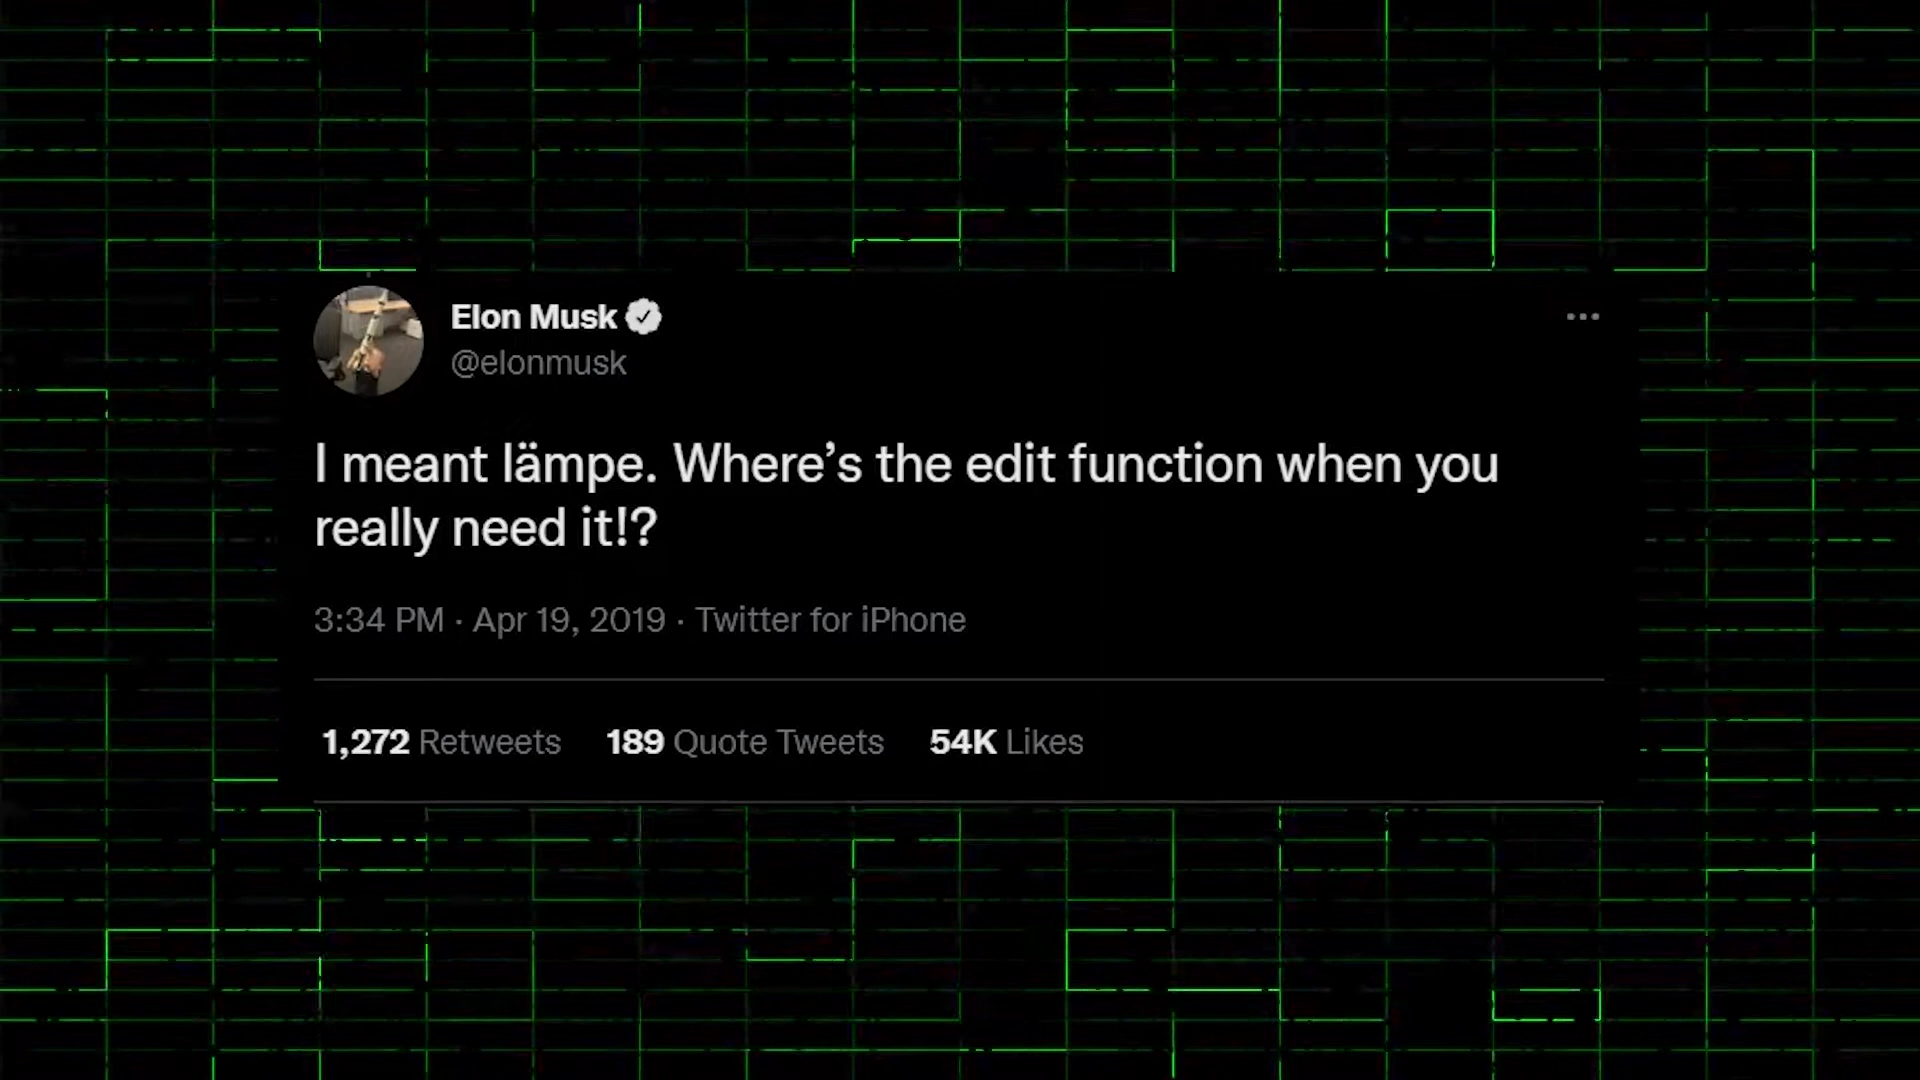 Elon Musk
@elonmusk
I meant lämpe. Where’s the edit function when you
really need it!?
3:34 PM · Apr 19, 2019 · Twitter for iPhone
1,272 Retweets 189 Quote Tweets 54K Likes